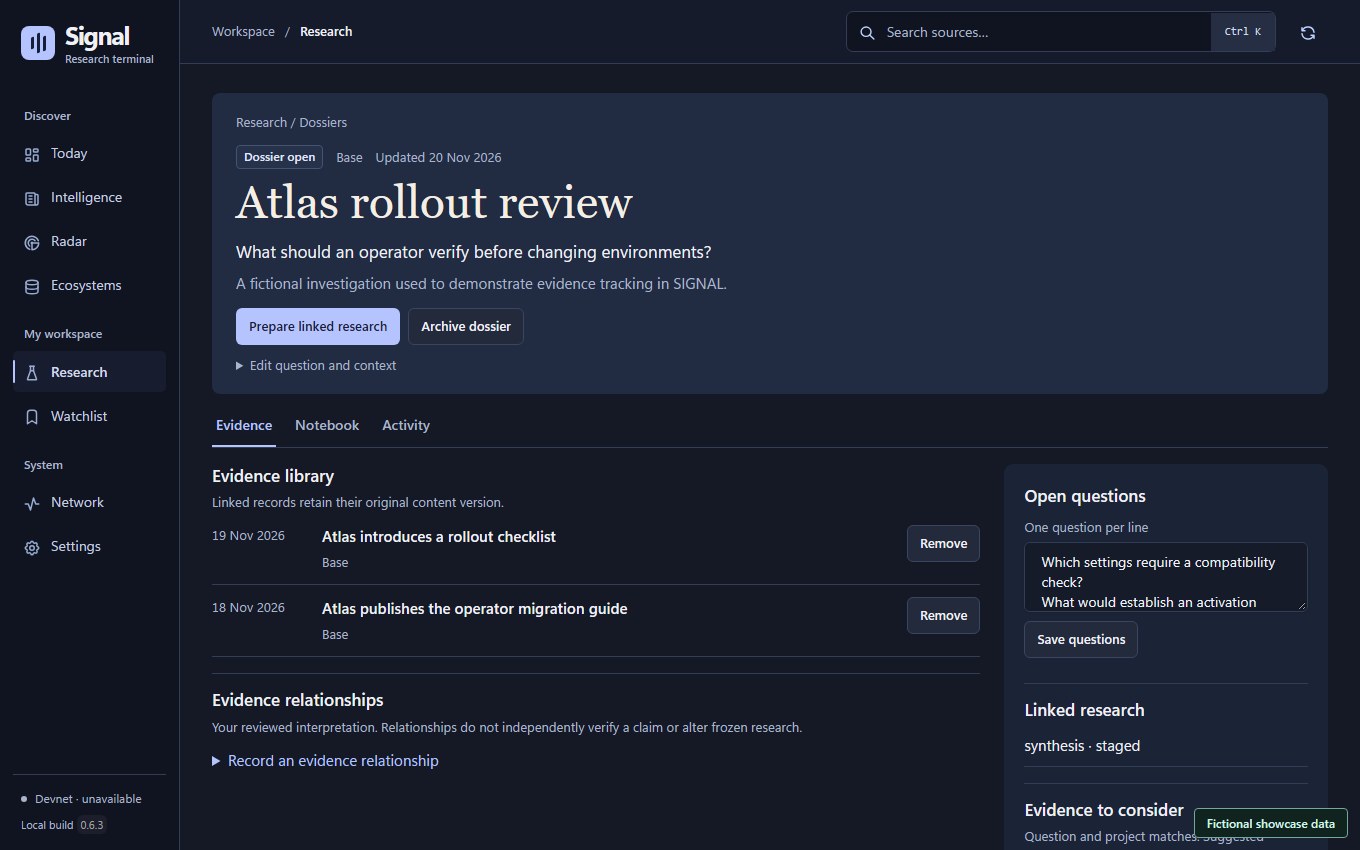 Signal
Research terminal
Discover
Today
Intelligence
Radar
Ecosystems
My workspace
Research
Watchlist
System
Network
Settings
Devnet · unavailable
Local build 0.6.3
Workspace / Research
Search sources...
Ctrl K
Research / Dossiers
Dossier open Base Updated 20 Nov 2026
Atlas rollout review
What should an operator verify before changing environments?
A fictional investigation used to demonstrate evidence tracking in SIGNAL.
Prepare linked research
Archive dossier
Edit question and context
Evidence Notebook Activity
Evidence library
Linked records retain their original content version.
19 Nov 2026 Atlas introduces a rollout checklist Remove
Base
18 Nov 2026 Atlas publishes the operator migration guide Remove
Base
Evidence relationships
Your reviewed interpretation. Relationships do not independently verify a claim or alter frozen research.
Record an evidence relationship
Open questions
One question per line
Which settings require a compatibility
check?
What would establish an activation
Save questions
Linked research
synthesis · staged
Evidence to consider
Question and project matches. Suggested
Fictional showcase data